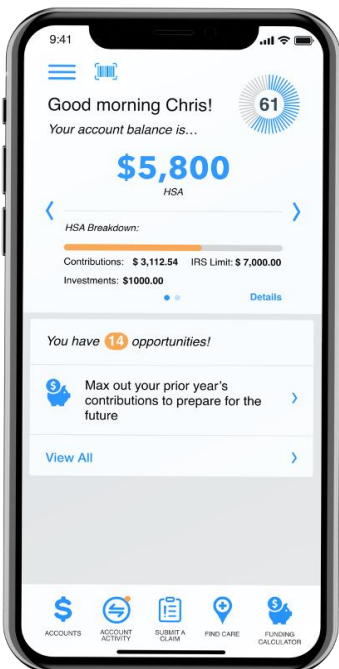 9:41
Good morning Chris!
61
Your account balance is...
$5,800
HSA
HSA Breakdown:
Contributions: $ 3,112.54 IRS Limit: $ 7,000.00
Investments: $1000.00
Details
You have 14 opportunities!
Max out your prior year's
contributions to prepare for the
future
View All
ACCOUNTS
ACCOUNT
ACTIVITY
SUBMIT A
CLAIM
FIND CARE
FUNDING
CALCULATOR